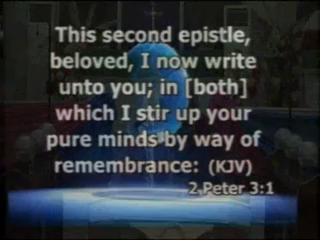 This second epistle,
beloved, I now write
unto you; in [both]
which I stir up your
pure minds by way of
remembrance: (KJV)
2 Peter 3:1